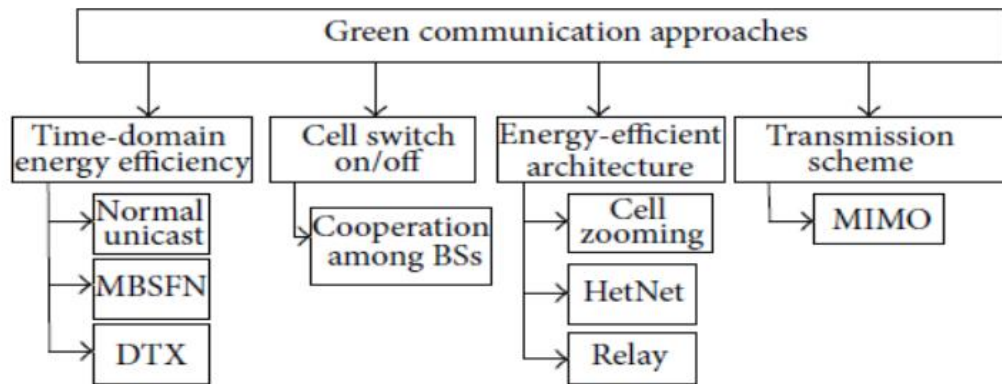 Green communication approaches
Time-domain
energy efficiency
Cell switch
on/off
Energy-efficient
architecture
Transmission
scheme
Normal
unicast
MBSFN
DTX
Cooperation
among BSs
Cell
zooming
HetNet
Relay
MIMO